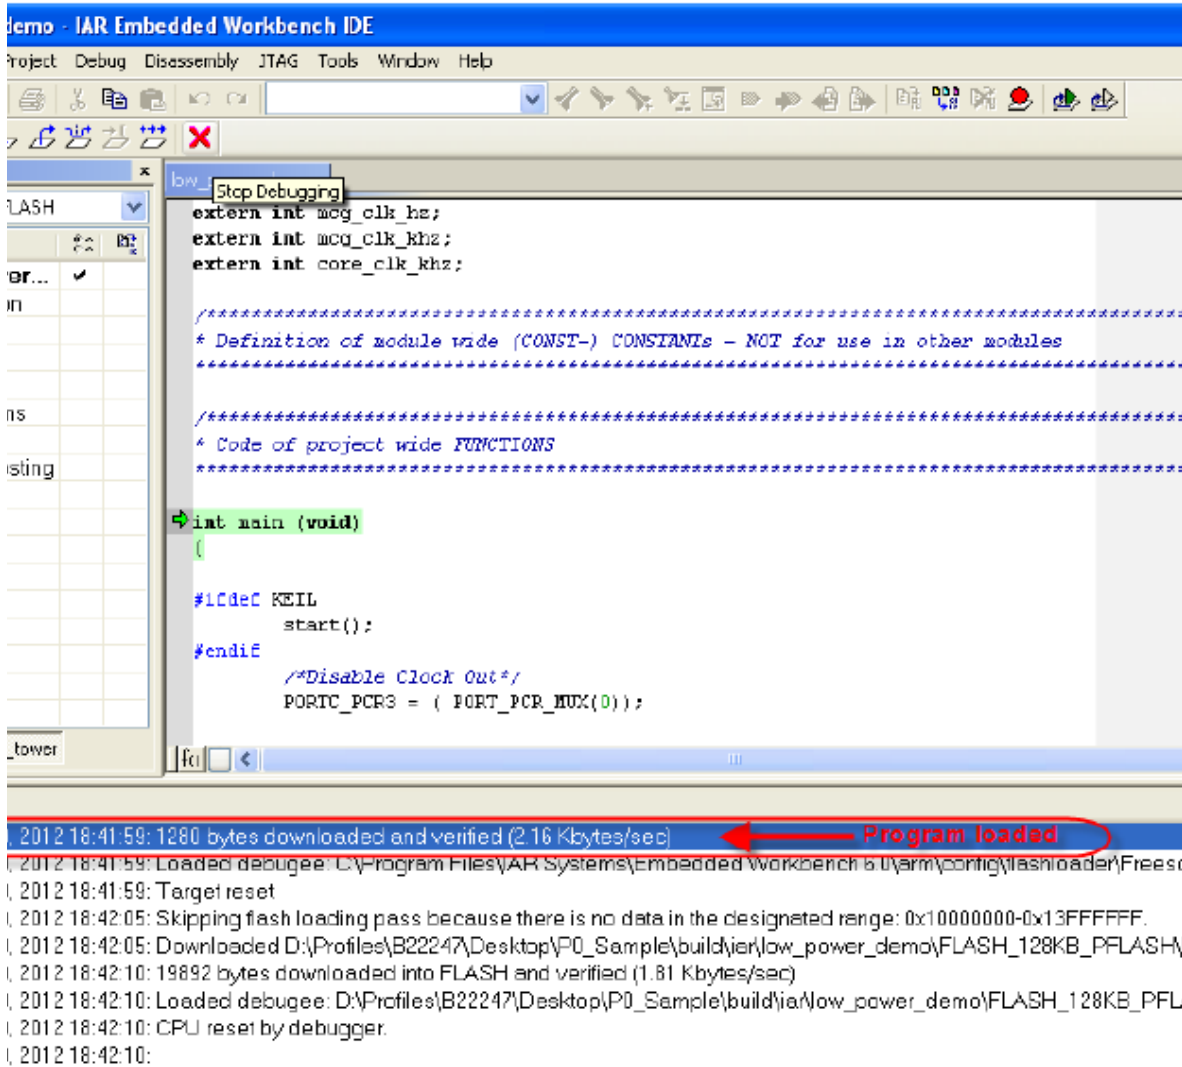 demo - IAR Embedded Workbench IDE
Project Debug Disassembly JTAG Tools Window Help
Stop Debugging
FLASH
extern int mcg_clk_hz;
extern int mcg_clk_khz;
extern int core_clk_khz;
/*****************************************************************************
* Definition of module wide (CONST-) CONSTANTs - NOT for use in other modules
*****************************************************************************
/*****************************************************************************
* Code of project wide FUNCTIONS
*****************************************************************************
int main (void)
{
#ifdef KEIL
start();
#endif
/*Disable Clock Out*/
PORTC_PCR3 = ( PORT_PCR_MUX(0));
_tower
, 2012 18:41:59: 1280 bytes downloaded and verified (2.16 Kbytes/sec) Program loaded
, 2012 18:41:59: Loaded debugee: C:\Program Files\IAR Systems\Embedded Workbench 6.0\arm\config\flashloader\Freesc
, 2012 18:41:59: Target reset
, 2012 18:42:05: Skipping flash loading pass because there is no data in the designated range: 0x10000000-0x13FFFFFF.
, 2012 18:42:05: Downloaded D:\Profiles\B22247\Desktop\P0_Sample\build\iar\low_power_demo\FLASH_128KB_PFLASH\
, 2012 18:42:10: 19892 bytes downloaded into FLASH and verified (1.81 Kbytes/sec)
, 2012 18:42:10: Loaded debugee: D:\Profiles\B22247\Desktop\P0_Sample\build\iar\low_power_demo\FLASH_128KB_PFL
, 2012 18:42:10: CPU reset by debugger.
, 2012 18:42:10: